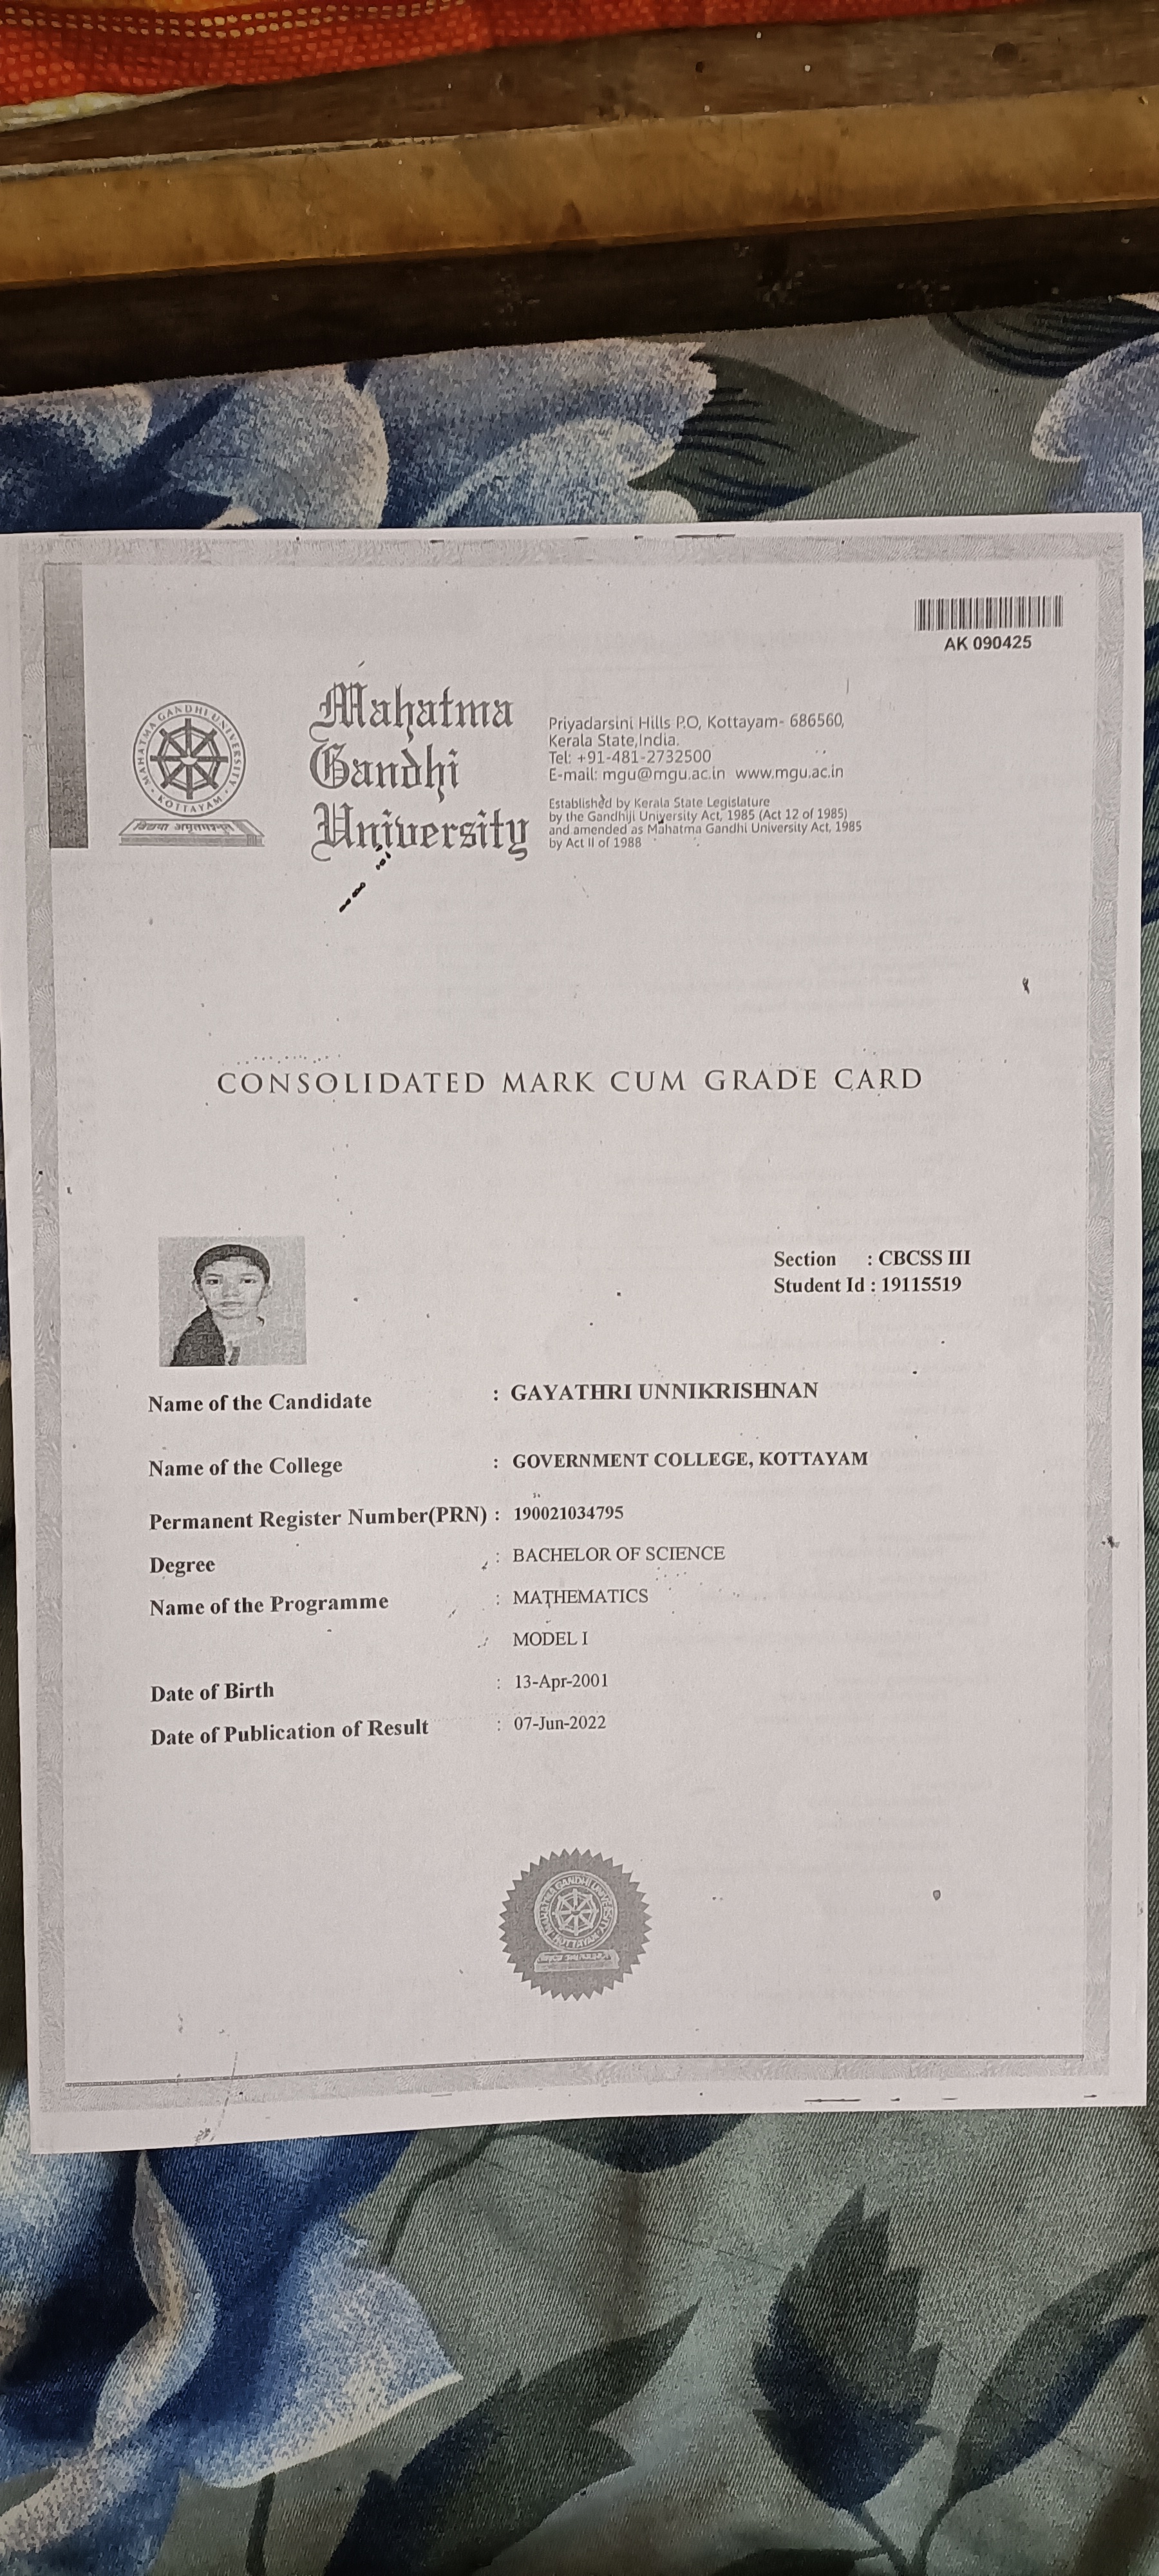 AK 090425
Mahatma
Gandhi
University
Priyadarsini Hills P.O, Kottayam- 686560,
Kerala State,India.
Tel: +91-481-2732500
E-mail: mgu@mgu.ac.in www.mgu.ac.in
Established by Kerala State Legislature
by the Gandhiji University Act, 1985 (Act 12 of 1985)
and amended as Mahatma Gandhi University Act, 1985
by Act II of 1988
MAHATMA GANDHI UNIVERSITY
KOTTAYAM
विद्यया अमृतमश्नुते
CONSOLIDATED MARK CUM GRADE CARD
Section : CBCSS III
Student Id : 19115519
Name of the Candidate : GAYATHRI UNNIKRISHNAN
Name of the College : GOVERNMENT COLLEGE, KOTTAYAM
Permanent Register Number(PRN) : 190021034795
Degree : BACHELOR OF SCIENCE
Name of the Programme : MATHEMATICS
MODEL I
Date of Birth : 13-Apr-2001
Date of Publication of Result : 07-Jun-2022
MAHATMA GANDHI UNIVERSITY
KOTTAYAM